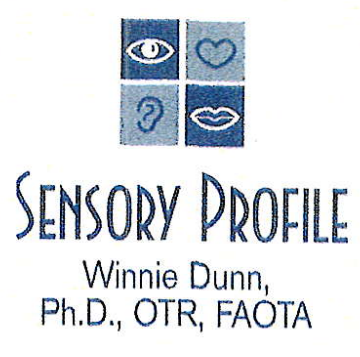 SENSORY PROFILE
Winnie Dunn,
Ph.D., OTR, FAOTA